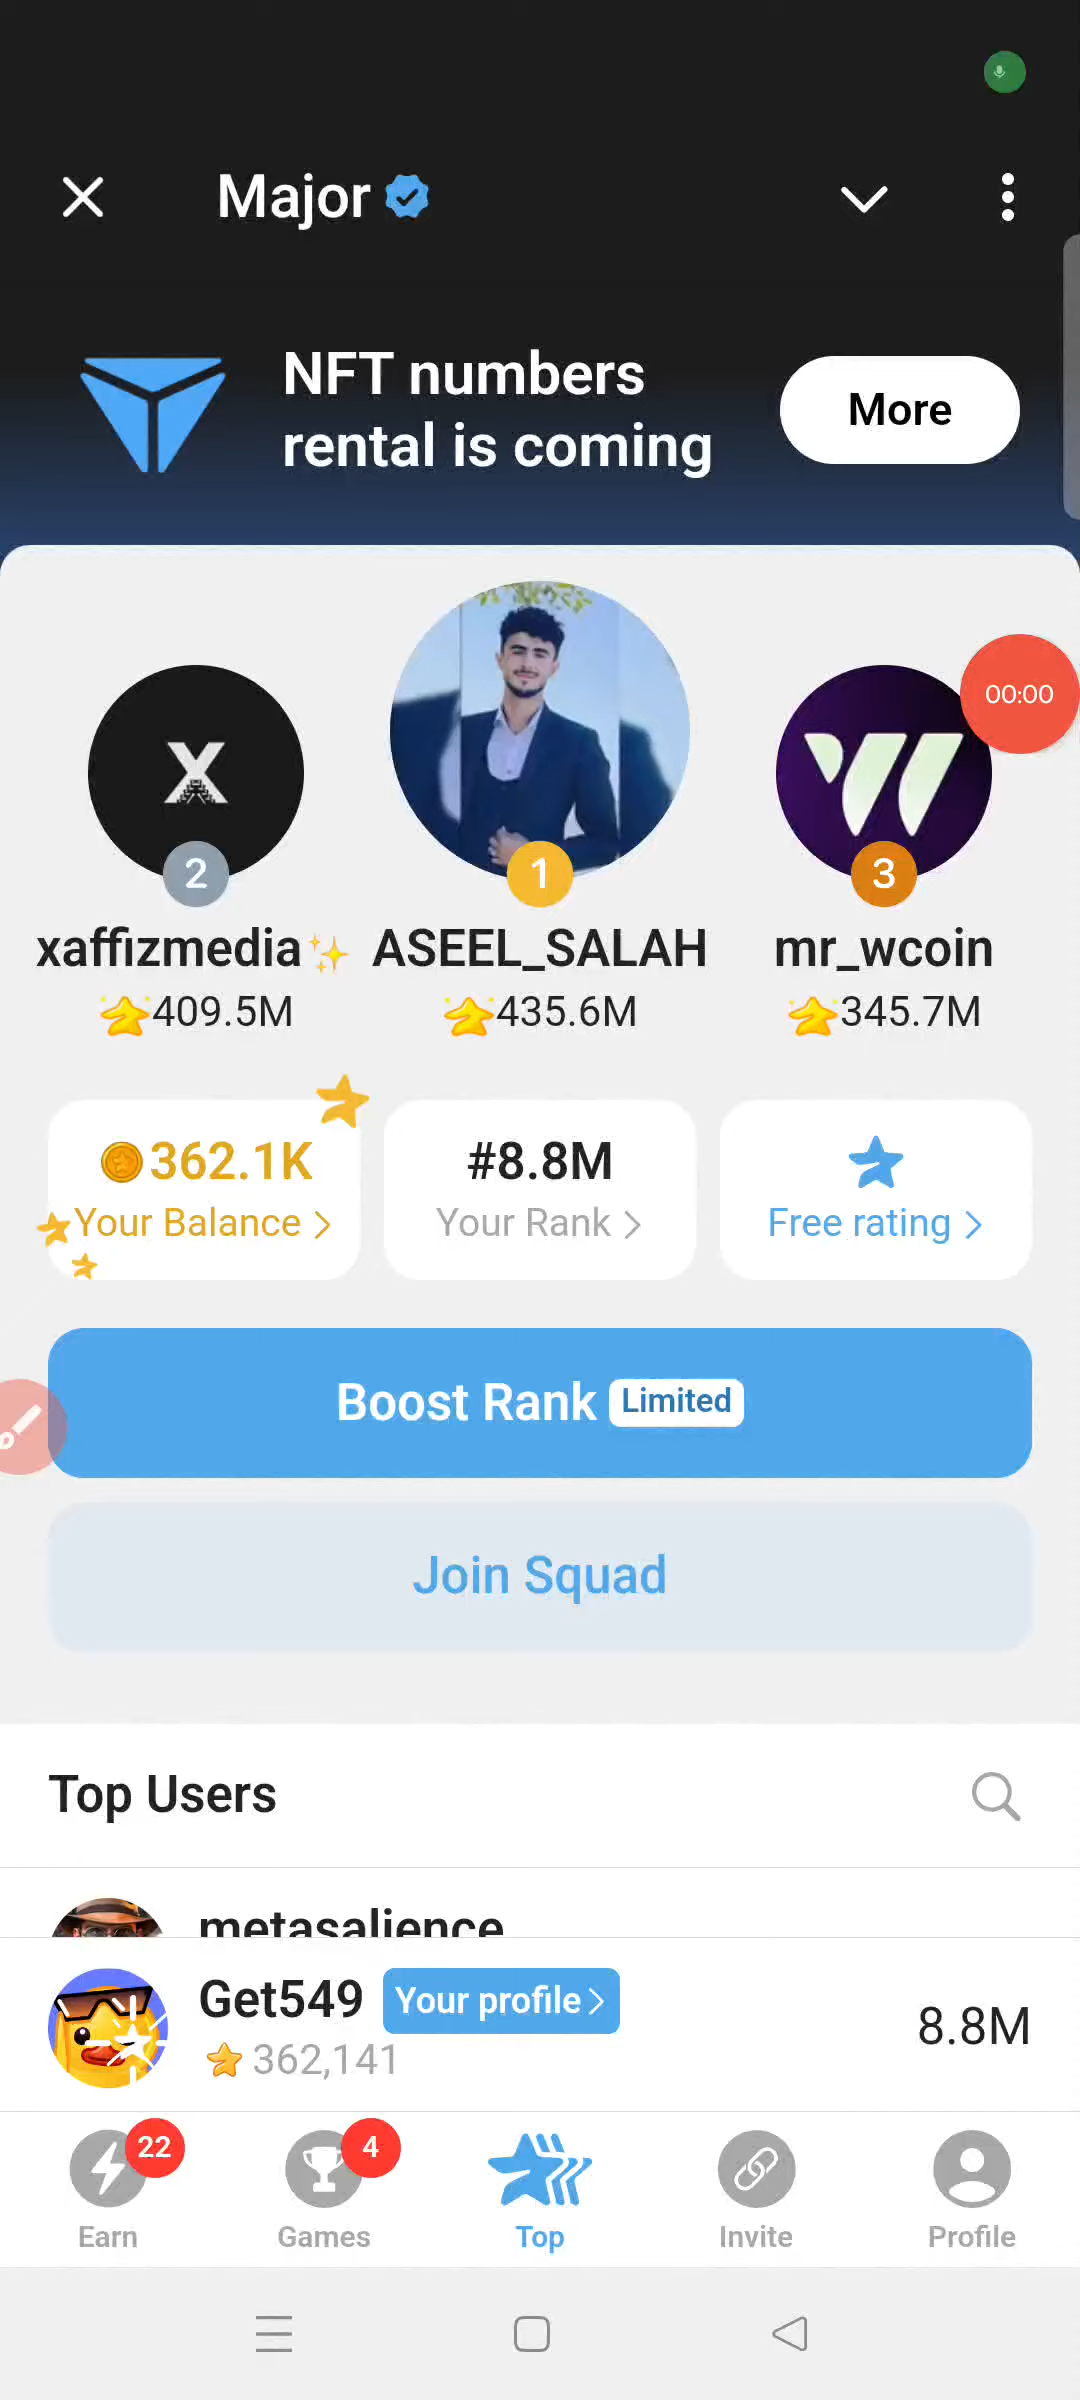 Major
NFT numbers
rental is coming
More
00:00
2
1
3
xaffizmedia✨
ASEEL_SALAH
mr_wcoin
409.5M
435.6M
345.7M
362.1K
Your Balance >
#8.8M
Your Rank >
Free rating >
Boost Rank Limited
Join Squad
Top Users
metasalience
Get549 Your profile >
362,141
8.8M
22
4
Earn
Games
Top
Invite
Profile